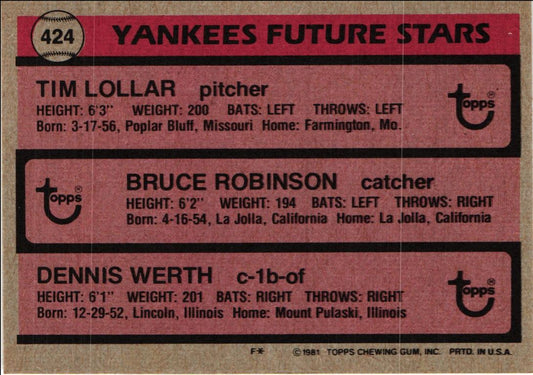 424 YANKEES FUTURE STARS
TIM LOLLAR pitcher
HEIGHT: 6'3" WEIGHT: 200 BATS: LEFT THROWS: LEFT
Born: 3-17-56, Poplar Bluff, Missouri Home: Farmington, Mo.
Topps®
BRUCE ROBINSON catcher
HEIGHT: 6'2" WEIGHT: 194 BATS: LEFT THROWS: RIGHT
Born: 4-16-54, La Jolla, California Home: La Jolla, California
Topps®
DENNIS WERTH c-1b-of
HEIGHT: 6'1" WEIGHT: 201 BATS: RIGHT THROWS: RIGHT
Born: 12-29-52, Lincoln, Illinois Home: Mount Pulaski, Illinois
Topps®
F* ©1981 TOPPS CHEWING GUM, INC. PRTD. IN U.S.A.